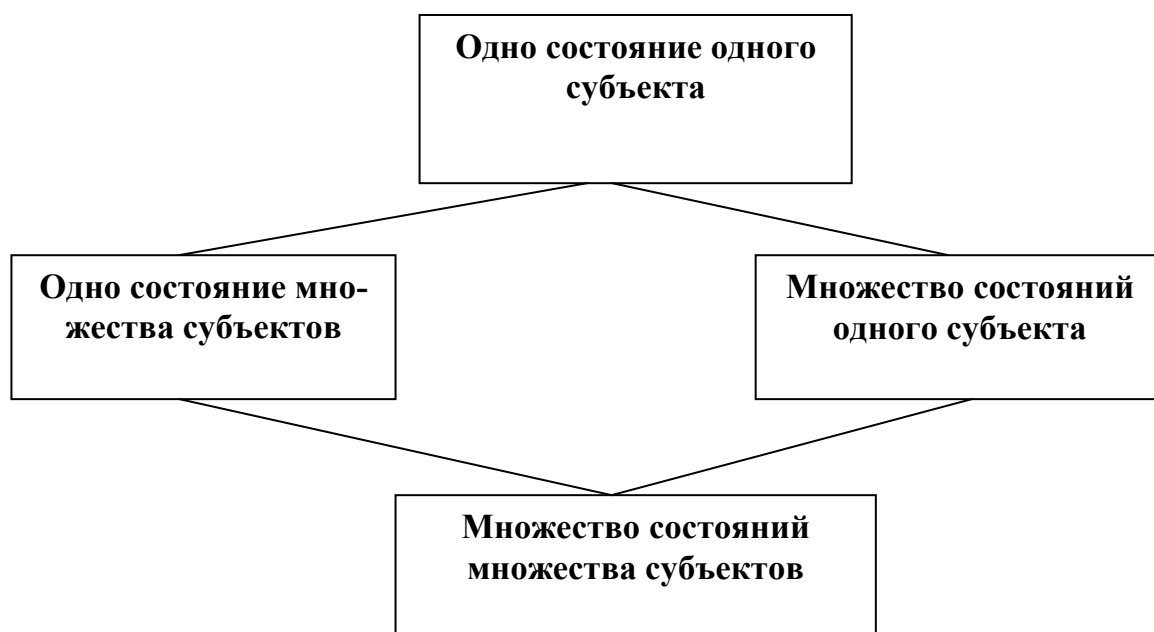 Одно состояние одного
субъекта
Одно состояние мно-
жества субъектов
Множество состояний
одного субъекта
Множество состояний
множества субъектов